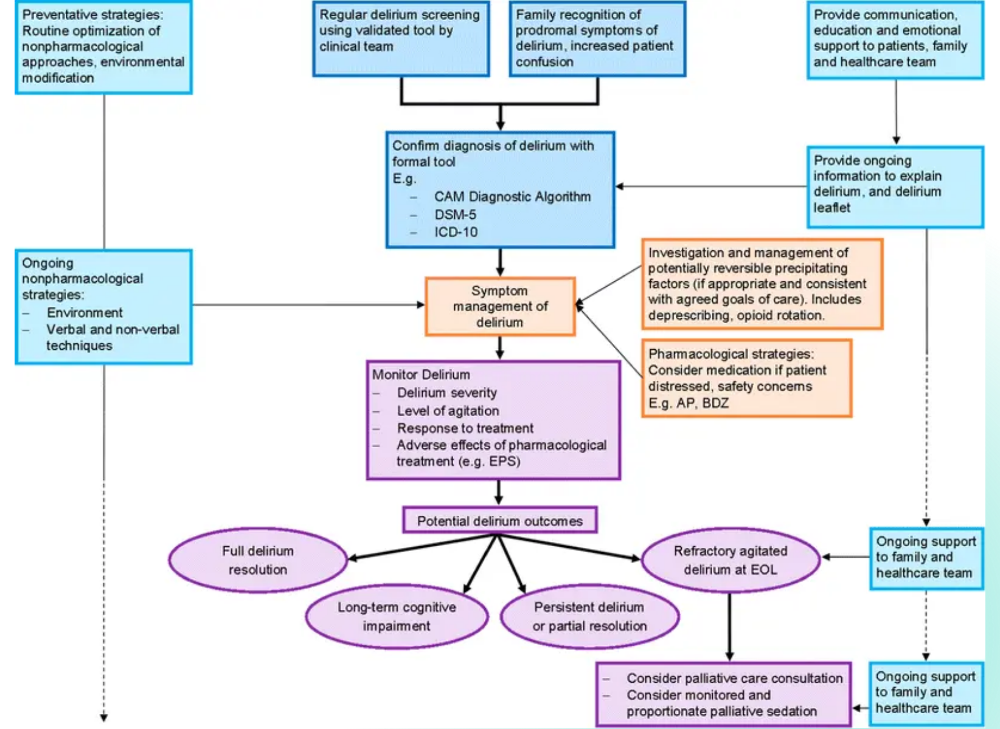 Preventative strategies:
Routine optimization of
nonpharmacological
approaches, environmental
modification
Regular delirium screening
using validated tool by
clinical team
Family recognition of
prodromal symptoms of
delirium, increased patient
confusion
Provide communication,
education and emotional
support to patients, family
and healthcare team
Confirm diagnosis of delirium with
formal tool
E.g.
– CAM Diagnostic Algorithm
– DSM-5
– ICD-10
Provide ongoing
information to explain
delirium, and delirium
leaflet
Ongoing
nonpharmacological
strategies:
– Environment
– Verbal and non-verbal
techniques
Symptom
management of
delirium
Investigation and management of
potentially reversible precipitating
factors (if appropriate and consistent
with agreed goals of care). Includes
deprescribing, opioid rotation.
Pharmacological strategies:
Consider medication if patient
distressed, safety concerns
E.g. AP, BDZ
Monitor Delirium
– Delirium severity
– Level of agitation
– Response to treatment
– Adverse effects of pharmacological
treatment (e.g. EPS)
Potential delirium outcomes
Full delirium
resolution
Long-term cognitive
impairment
Persistent delirium
or partial resolution
Refractory agitated
delirium at EOL
Ongoing support
to family and
healthcare team
– Consider palliative care consultation
– Consider monitored and
proportionate palliative sedation
Ongoing support
to family and
healthcare team